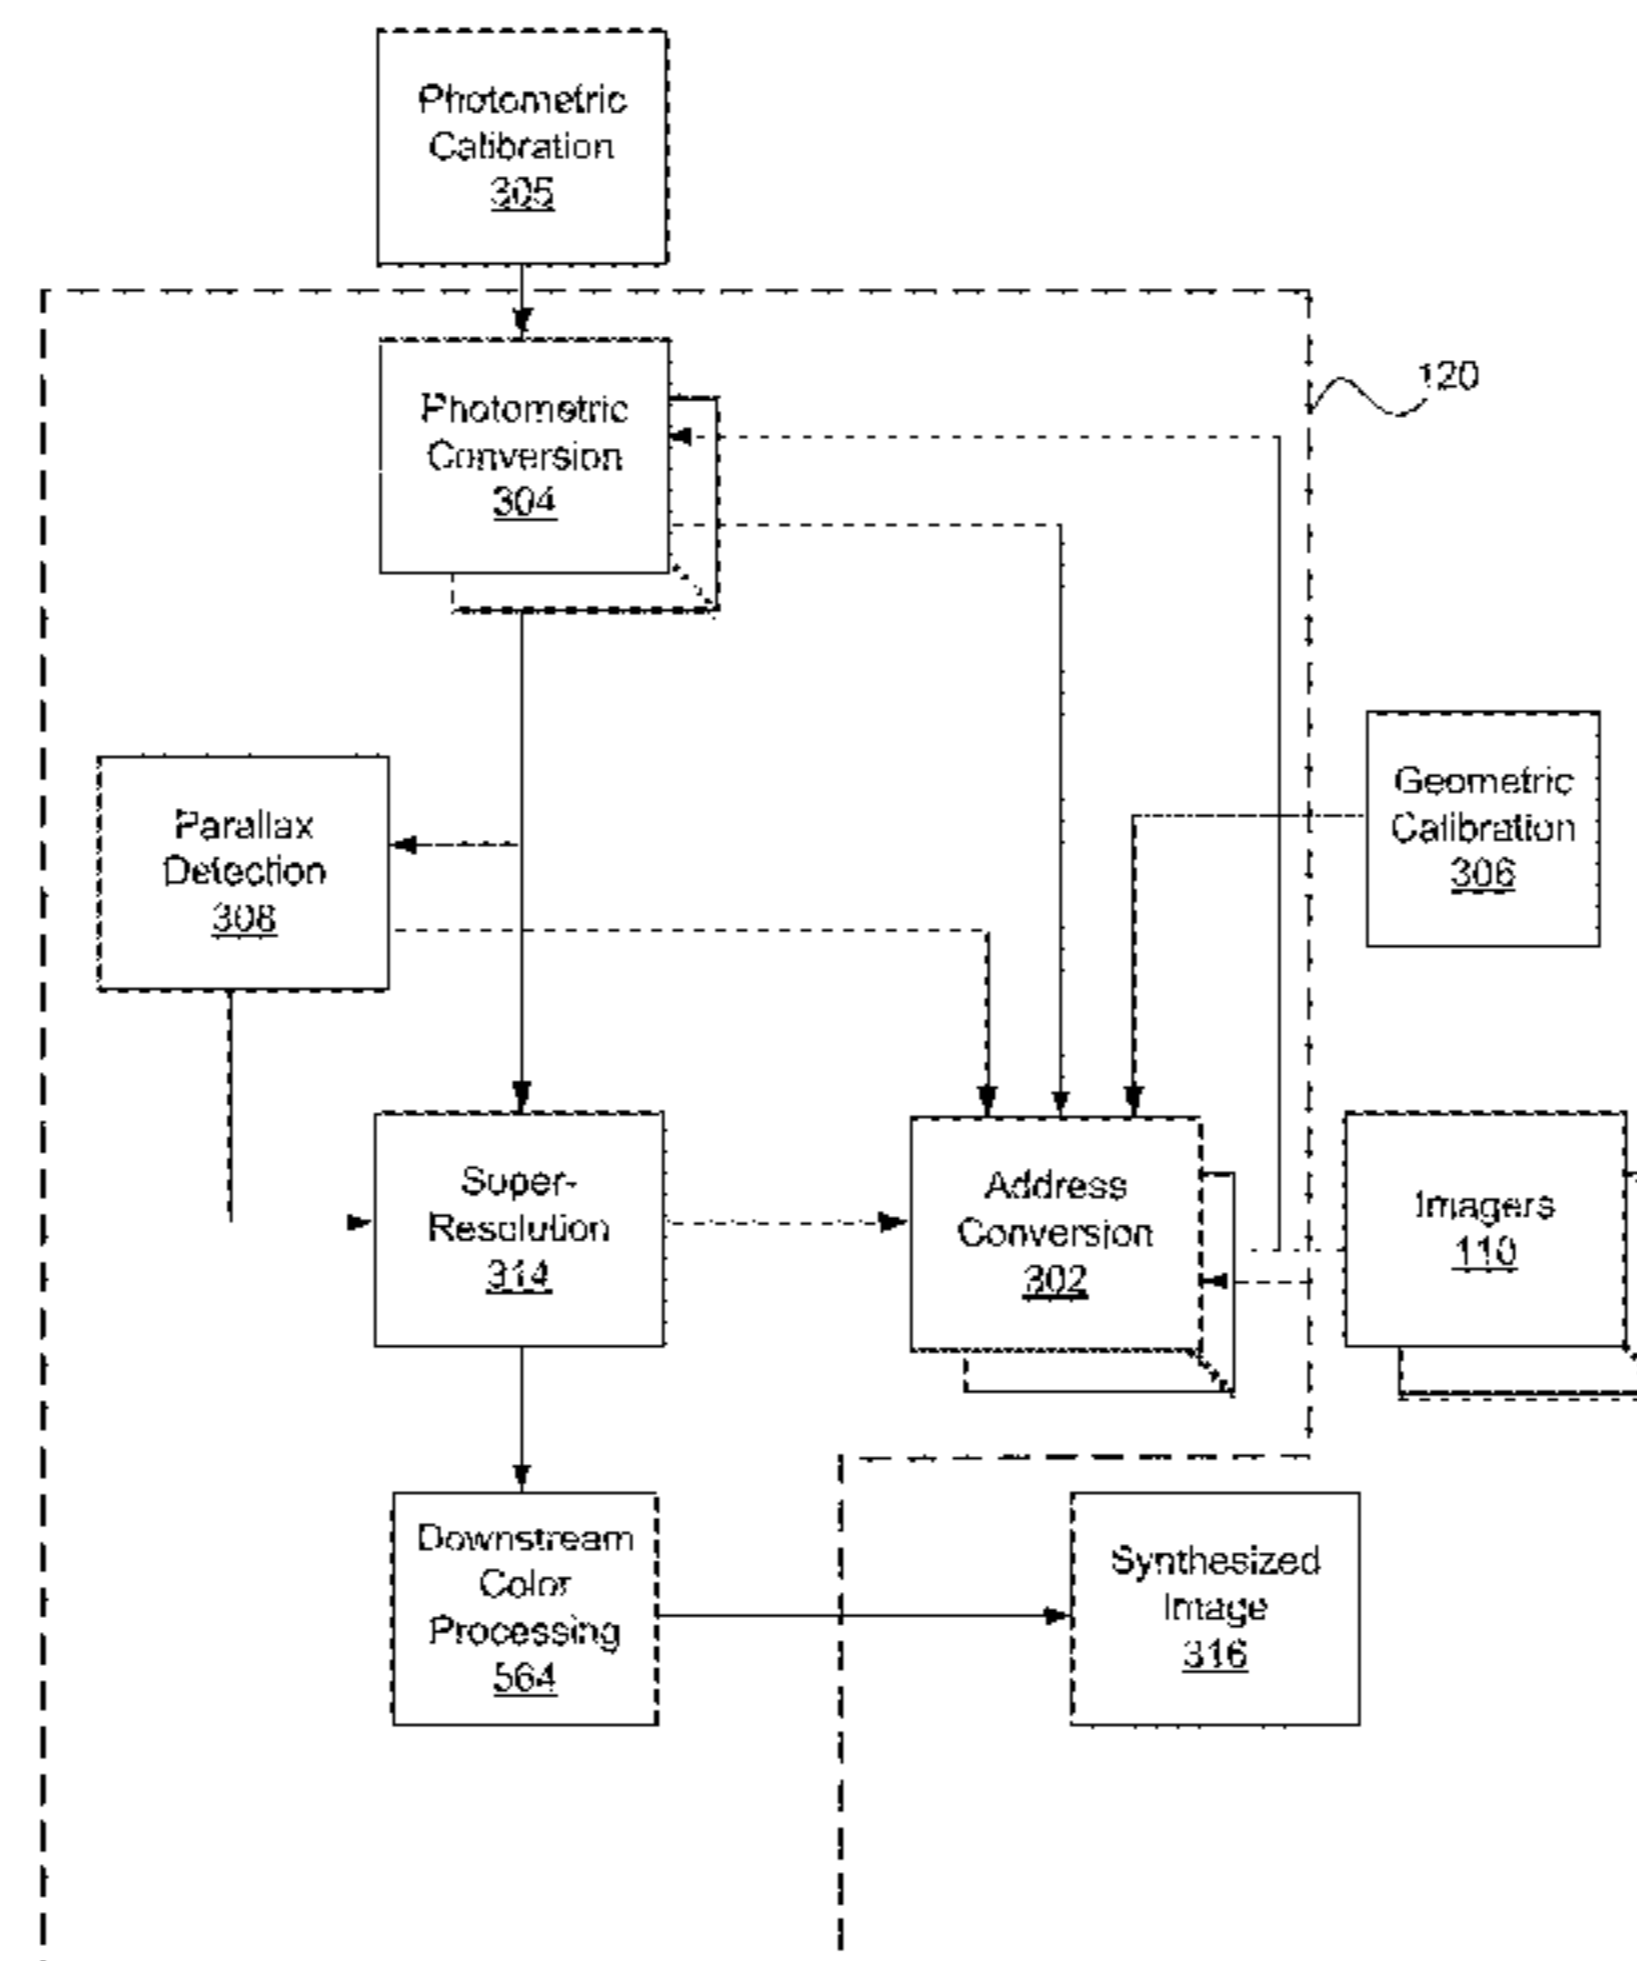 Photometric
Calibration
305
Photometric
Conversion
304
120
Parallax
Detection
308
Geometric
Calibration
306
Super-
Resolution
314
Address
Conversion
302
Imagers
110
Downstream
Color
Processing
564
Synthesized
Image
316